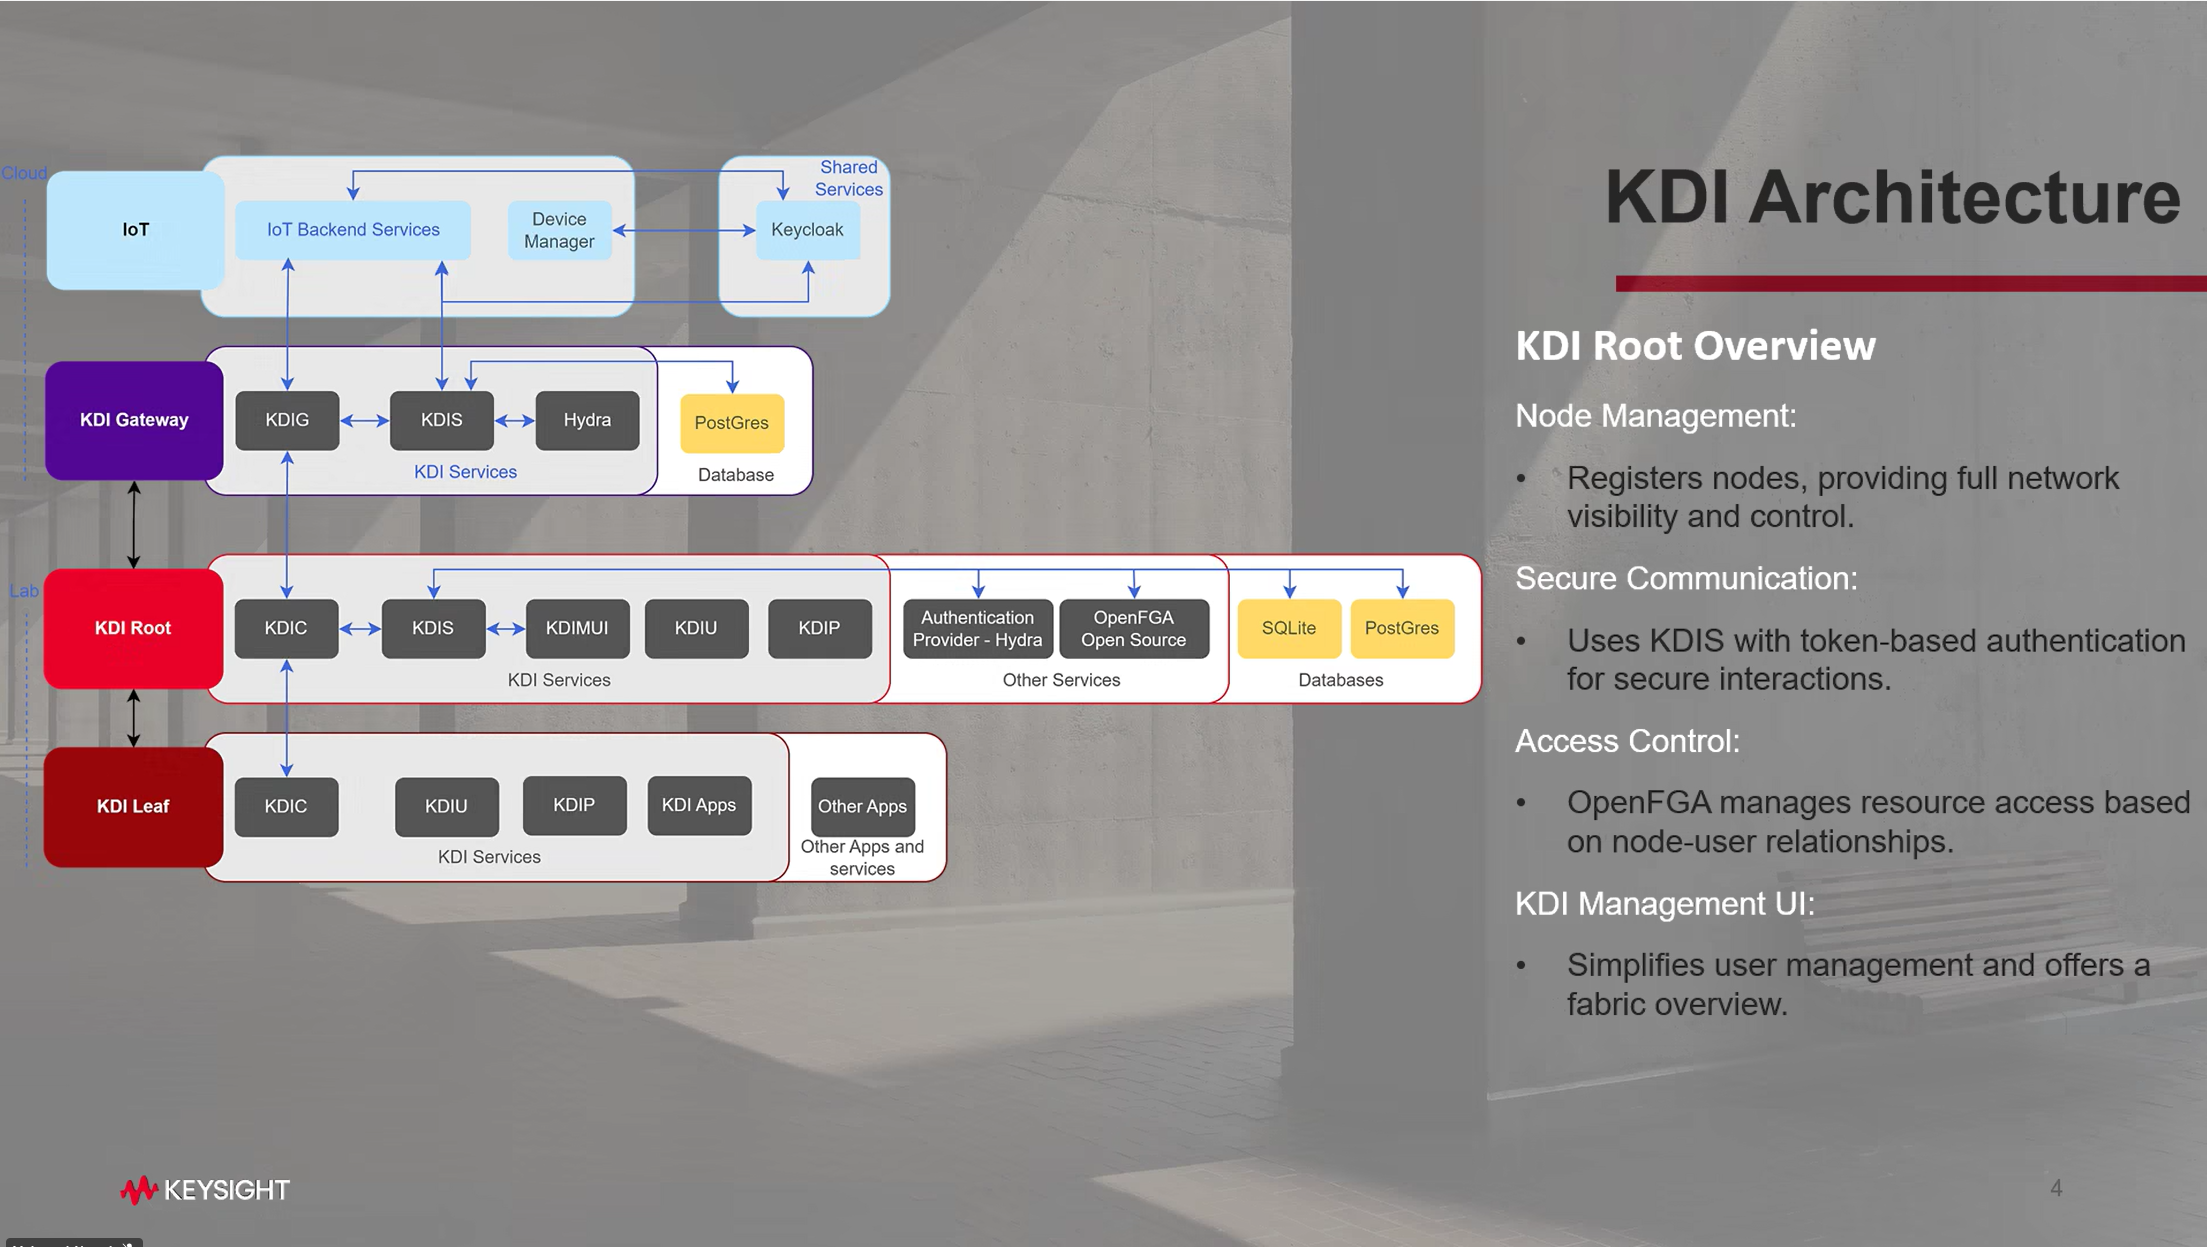 KDI Architecture
Cloud
IoT
IoT Backend Services
Device
Manager
Shared
Services
Keycloak
KDI Gateway
KDIG
KDIS
Hydra
KDI Services
PostGres
Database
Lab
KDI Root
KDIC
KDIS
KDIMUI
KDIU
KDIP
KDI Services
Authentication
Provider - Hydra
OpenFGA
Open Source
Other Services
SQLite
PostGres
Databases
KDI Leaf
KDIC
KDIU
KDIP
KDI Apps
KDI Services
Other Apps
Other Apps and
services
KDI Root Overview
Node Management:
• Registers nodes, providing full network
visibility and control.
Secure Communication:
• Uses KDIS with token-based authentication
for secure interactions.
Access Control:
• OpenFGA manages resource access based
on node-user relationships.
KDI Management UI:
• Simplifies user management and offers a
fabric overview.
KEYSIGHT
4